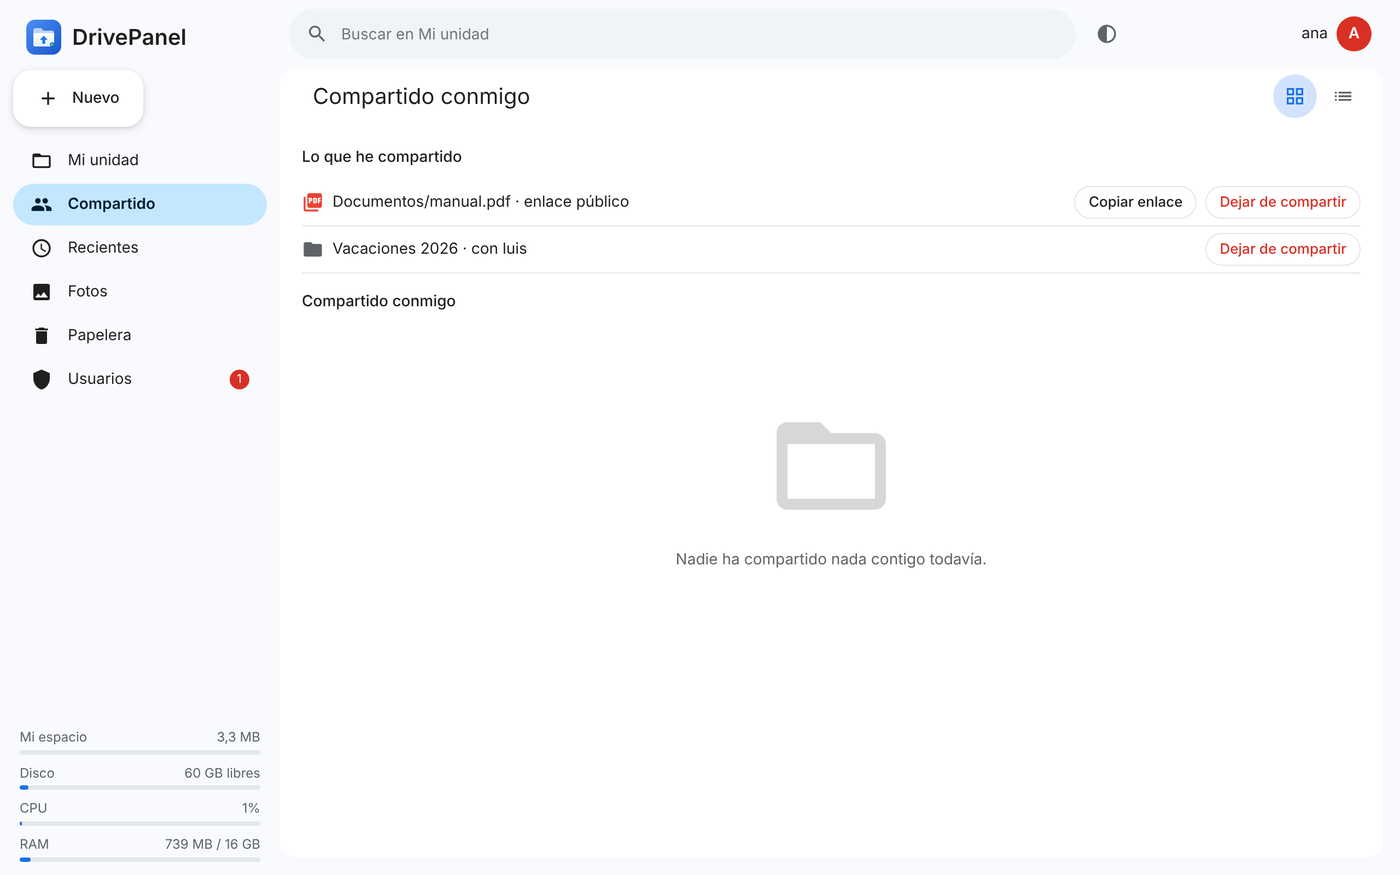 DrivePanel
Buscar en Mi unidad
ana
A
Nuevo
Mi unidad
Compartido
Recientes
Fotos
Papelera
Usuarios
1
Compartido conmigo
Lo que he compartido
PDF
Documentos/manual.pdf · enlace público
Copiar enlace
Dejar de compartir
Vacaciones 2026 · con luis
Dejar de compartir
Compartido conmigo
Nadie ha compartido nada contigo todavía.
Mi espacio 3,3 MB
Disco 60 GB libres
CPU 1%
RAM 739 MB / 16 GB